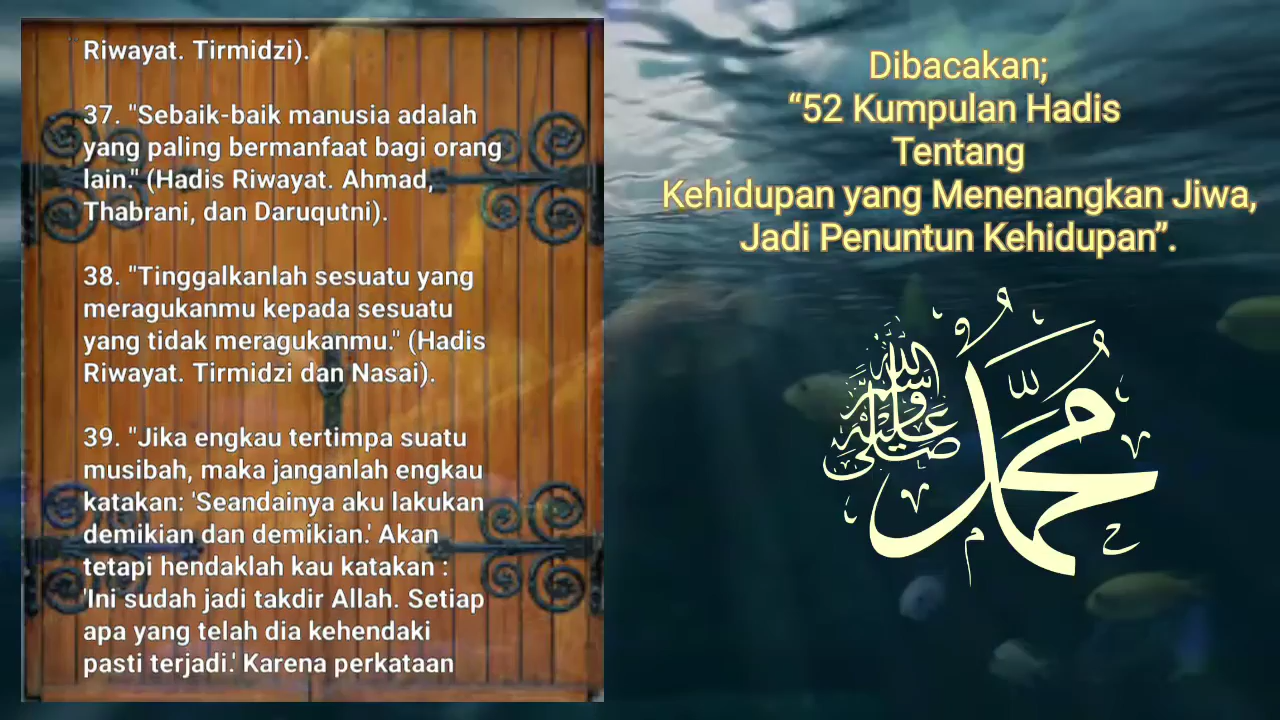 Riwayat. Tirmidzi).
37. "Sebaik-baik manusia adalah
yang paling bermanfaat bagi orang
lain." (Hadis Riwayat. Ahmad,
Thabrani, dan Daruqutni).
38. "Tinggalkanlah sesuatu yang
meragukanmu kepada sesuatu
yang tidak meragukanmu." (Hadis
Riwayat. Tirmidzi dan Nasai).
39. "Jika engkau tertimpa suatu
musibah, maka janganlah engkau
katakan: 'Seandainya aku lakukan
demikian dan demikian.' Akan
tetapi hendaklah kau katakan :
'Ini sudah jadi takdir Allah. Setiap
apa yang telah dia kehendaki
pasti terjadi.' Karena perkataan
Dibacakan;
“52 Kumpulan Hadis
Tentang
Kehidupan yang Menenangkan Jiwa,
Jadi Penuntun Kehidupan”.
محمد صلى الله عليه وسلم